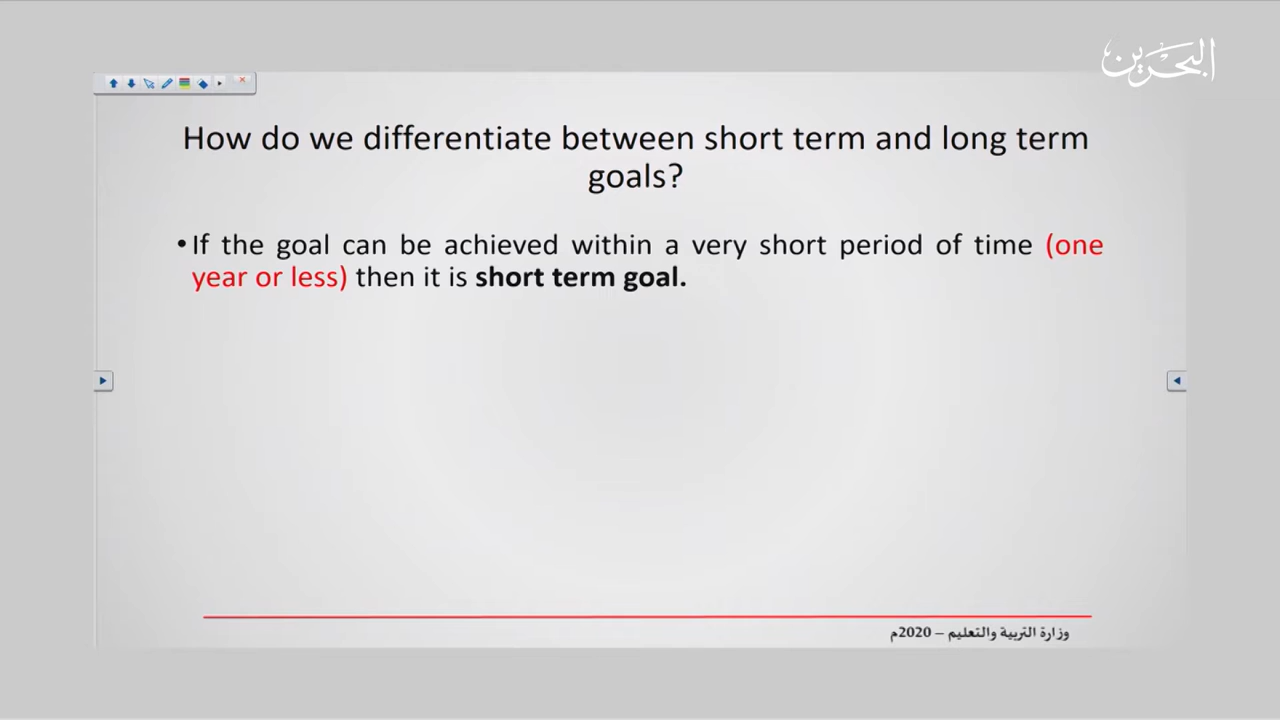 البحرين
How do we differentiate between short term and long term
goals?
• If the goal can be achieved within a very short period of time (one
year or less) then it is short term goal.
وزارة التربية والتعليم – 2020م